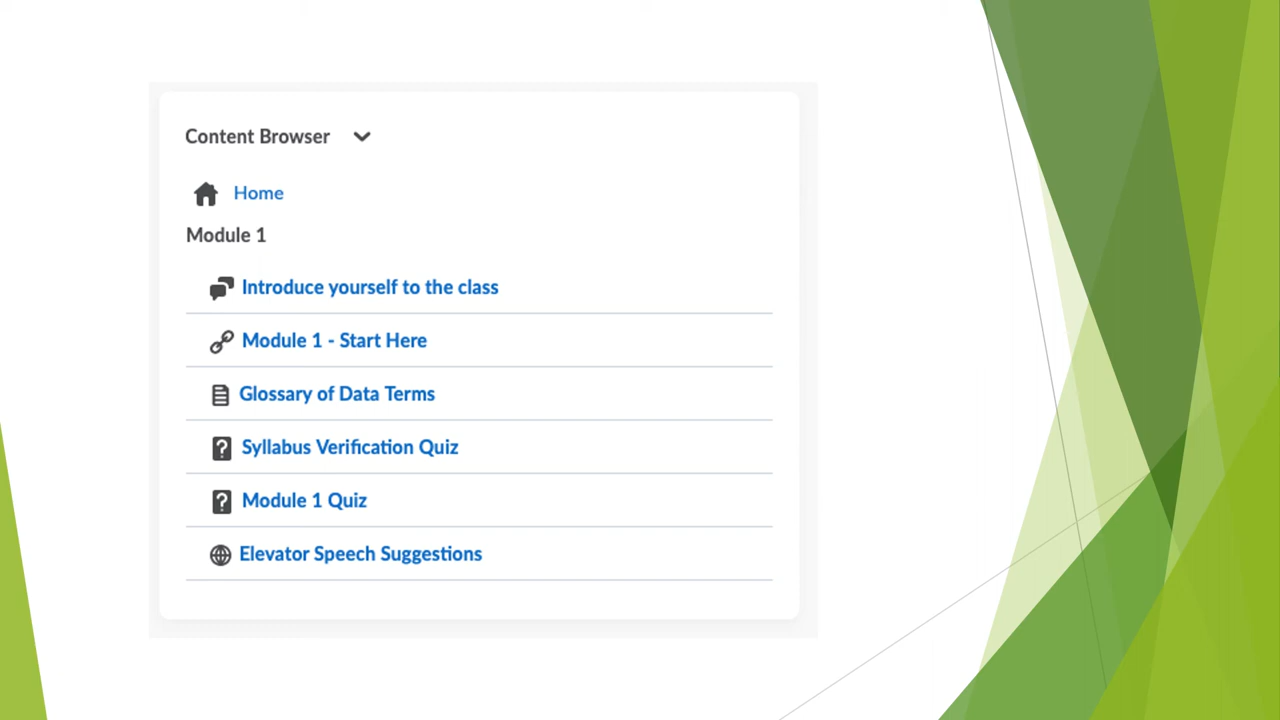 Content Browser
Home
Module 1
Introduce yourself to the class
Module 1 - Start Here
Glossary of Data Terms
Syllabus Verification Quiz
Module 1 Quiz
Elevator Speech Suggestions